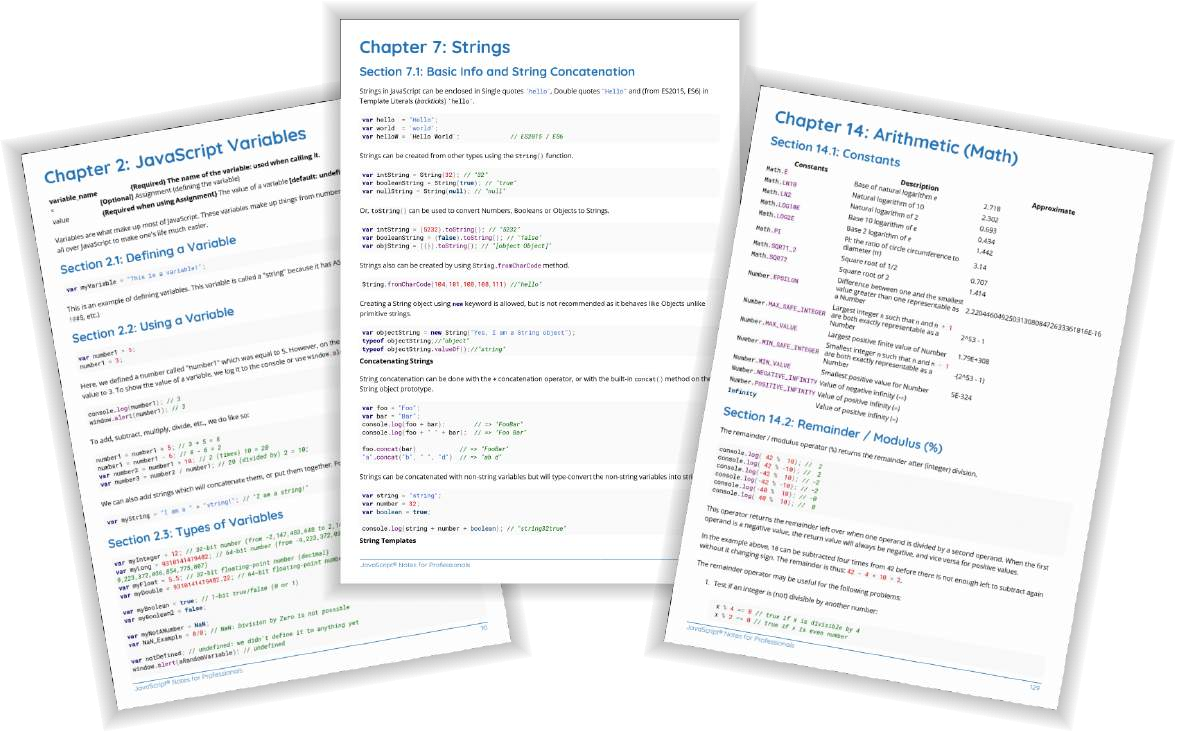 Chapter 2: JavaScript Variables
variable_name {Required} The name of the variable: used when calling it.
= [Optional] Assignment (defining the variable)
value {Required when using Assignment} The value of a variable [default: undefi
Variables are what make up most of JavaScript. These variables make up things from number
all over JavaScript to make one's life much easier.
Section 2.1: Defining a Variable
var myVariable = "This is a variable!";
This is an example of defining variables. This variable is called a "string" because it has AS
etc.)
Section 2.2: Using a Variable
var number1 = 5;
number1 = 3;
Here, we defined a number called "number1" which was equal to 5. However, on the
value to 3. To show the value of a variable, we log it to the console or use window.al
console.log(number1); // 3
window.alert(number1); // 3
To add, subtract, multiply, divide, etc., we do like so:
number1 = number1 + 5; // 3 + 5 = 8
number1 = number1 - 6; // 8 - 6 = 2
var number2 = number1 * 10; // 2 (times) 10 = 20
var number3 = number2 / number1; // 20 (divided by) 2 = 10;
We can also add strings which will concatenate them, or put them together. Fo
var myString = "I am a " + "string!"; // "I am a string!"
Section 2.3: Types of Variables
var myInteger = 12; // 32-bit number (from -2,147,483,648 to 2,14
var myLong = 9310141419482; // 64-bit number (from -9,223,372,03
9,223,372,036,854,775,807)
var myFloat = 5.5; // 32-bit floating-point number (decimal)
var myDouble = 9310141419482.22; // 64-bit floating-point numbe
var myBoolean = true; // 1-bit true/false (0 or 1)
var myBoolean2 = false;
var myNotANumber = NaN;
var NaN_Example = 0/0; // NaN: Division by Zero is not possible
var notDefined; // undefined: we didn't define it to anything yet
window.alert(aRandomVariable); // undefined
JavaScript® Notes for Professionals
10
Chapter 7: Strings
Section 7.1: Basic Info and String Concatenation
Strings in JavaScript can be enclosed in Single quotes 'hello', Double quotes "Hello" and (from ES2015, ES6) in
Template Literals (backticks) `hello`.
var hello = "Hello";
var world = 'world';
var helloW = `Hello World`; // ES2015 / ES6
Strings can be created from other types using the String() function.
var intString = String(32); // "32"
var booleanString = String(true); // "true"
var nullString = String(null); // "null"
Or, toString() can be used to convert Numbers, Booleans or Objects to Strings.
var intString = (5232).toString(); // "5232"
var booleanString = (false).toString(); // "false"
var objString = ({}).toString(); // "[object Object]"
Strings also can be created by using String.fromCharCode method.
String.fromCharCode(104,101,108,108,111) //"hello"
Creating a String object using new keyword is allowed, but is not recommended as it behaves like Objects unlike
primitive strings.
var objectString = new String("Yes, I am a String object");
typeof objectString;//"object"
typeof objectString.valueOf();//"string"
Concatenating Strings
String concatenation can be done with the + concatenation operator, or with the built-in concat() method on the
String object prototype.
var foo = "Foo";
var bar = "Bar";
console.log(foo + bar); // => "FooBar"
console.log(foo + " " + bar); // => "Foo Bar"
foo.concat(bar) // => "FooBar"
"a".concat("b", " ", "d") // => "ab d"
Strings can be concatenated with non-string variables but will type-convert the non-string variables into stri
var string = "string";
var number = 32;
var boolean = true;
console.log(string + number + boolean); // "string32true"
String Templates
JavaScript® Notes for Professionals
Chapter 14: Arithmetic (Math)
Section 14.1: Constants
Constants Description Approximate
Math.E Base of natural logarithm e 2.718
Math.LN10 Natural logarithm of 10 2.302
Math.LN2 Natural logarithm of 2 0.693
Math.LOG10E Base 10 logarithm of e 0.434
Math.LOG2E Base 2 logarithm of e 1.442
Math.PI Pi: the ratio of circle circumference to
diameter (π) 3.14
Math.SQRT1_2 Square root of 1/2 0.707
Math.SQRT2 Square root of 2 1.414
Number.EPSILON Difference between one and the smallest
value greater than one representable as
a Number 2.2204460492503130808472633361816E-16
Number.MAX_SAFE_INTEGER Largest integer n such that n and n + 1
are both exactly representable as a
Number 2^53 - 1
Number.MAX_VALUE Largest positive finite value of Number 1.79E+308
Number.MIN_SAFE_INTEGER Smallest integer n such that n and n - 1
are both exactly representable as a
Number -(2^53 - 1)
Number.MIN_VALUE Smallest positive value for Number 5E-324
Number.NEGATIVE_INFINITY Value of negative infinity (-∞)
Number.POSITIVE_INFINITY Value of positive infinity (∞)
Infinity Value of positive infinity (∞)
Section 14.2: Remainder / Modulus (%)
The remainder / modulus operator (%) returns the remainder after (integer) division.
console.log( 42 % 10); // 2
console.log( 42 % -10); // 2
console.log(-42 % 10); // -2
console.log(-42 % -10); // -2
console.log(-40 % 10); // -0
console.log( 40 % 10); // 0
This operator returns the remainder left over when one operand is divided by a second operand. When the first
operand is a negative value, the return value will always be negative, and vice versa for positive values.
In the example above, 10 can be subtracted four times from 42 before there is not enough left to subtract again
without it changing sign. The remainder is thus: 42 - 4 * 10 = 2.
The remainder operator may be useful for the following problems:
1. Test if an integer is (not) divisible by another number:
x % 4 == 0 // true if x is divisible by 4
x % 2 == 0 // true if x is even number
JavaScript® Notes for Professionals
129